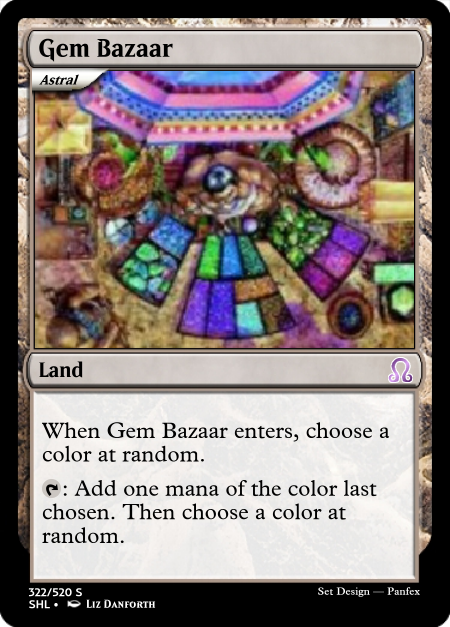 Gem Bazaar
Astral
Land
When Gem Bazaar enters, choose a
color at random.
: Add one mana of the color last
chosen. Then choose a color at
random.
322/520 S
Set Design — Panfex
SHL • Liz Danforth